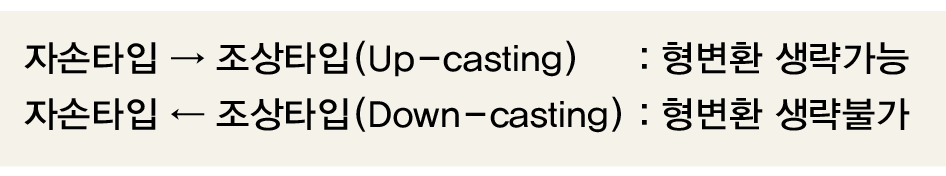 자손타입 → 조상타입(Up-casting) : 형변환 생략가능
자손타입 ← 조상타입(Down-casting) : 형변환 생략불가